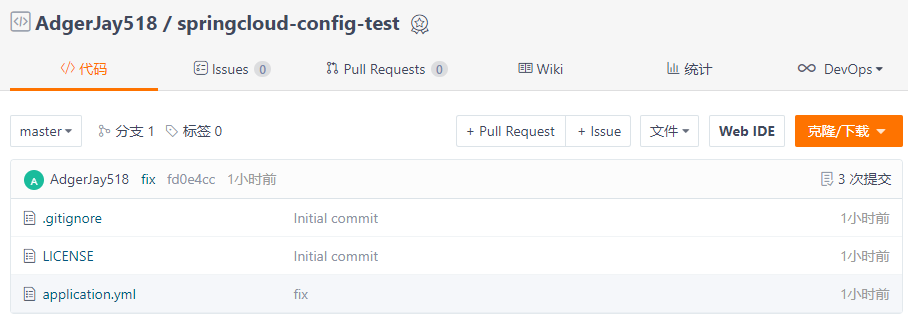 AdgerJay518 / springcloud-config-test
代码 Issues 0 Pull Requests 0 Wiki 统计 DevOps
master 分支 1 标签 0 + Pull Request + Issue 文件 Web IDE 克隆/下载
A AdgerJay518 fix fd0e4cc 1小时前 3 次提交
.gitignore Initial commit 1小时前
LICENSE Initial commit 1小时前
application.yml fix 1小时前